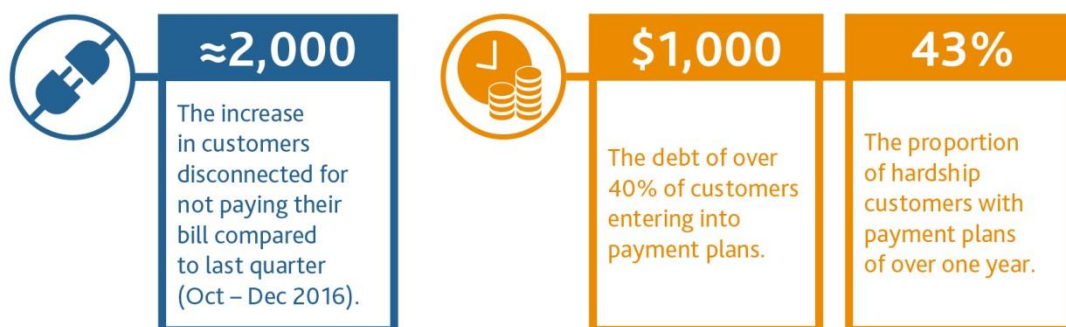 ≈2,000
The increase
in customers
disconnected for
not paying their
bill compared
to last quarter
(Oct – Dec 2016).
$1,000
The debt of over
40% of customers
entering into
payment plans.
43%
The proportion
of hardship
customers with
payment plans
of over one year.